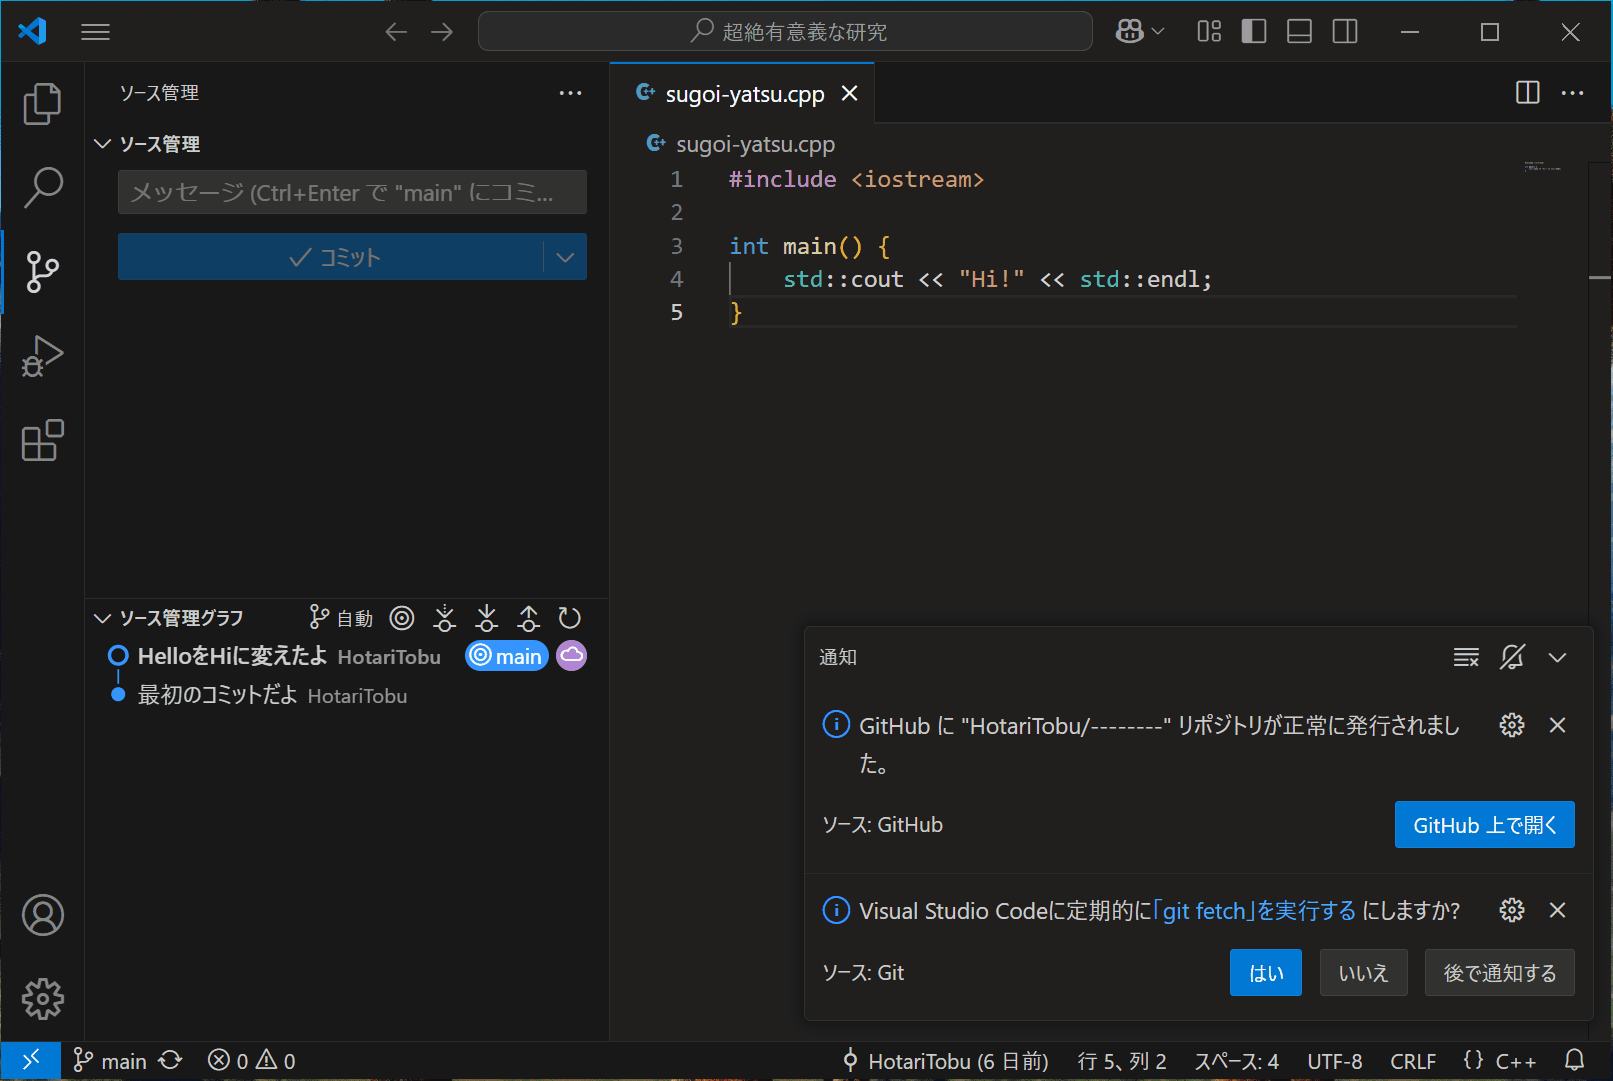 超絶有意義な研究
ソース管理
ソース管理
メッセージ (Ctrl+Enter で "main" にコミ...
コミット
ソース管理グラフ 自動
HelloをHiに変えたよ HotariTobu main
最初のコミットだよ HotariTobu
sugoi-yatsu.cpp
sugoi-yatsu.cpp
1 #include <iostream>
2
3 int main() {
4 std::cout << "Hi!" << std::endl;
5 }
通知
GitHub に "HotariTobu/--------" リポジトリが正常に発行されまし
た。
ソース: GitHub
GitHub 上で開く
Visual Studio Codeに定期的に「git fetch」を実行する にしますか?
ソース: Git
はい いいえ 後で通知する
main 0 0 HotariTobu (6 日前) 行 5、列 2 スペース: 4 UTF-8 CRLF {} C++